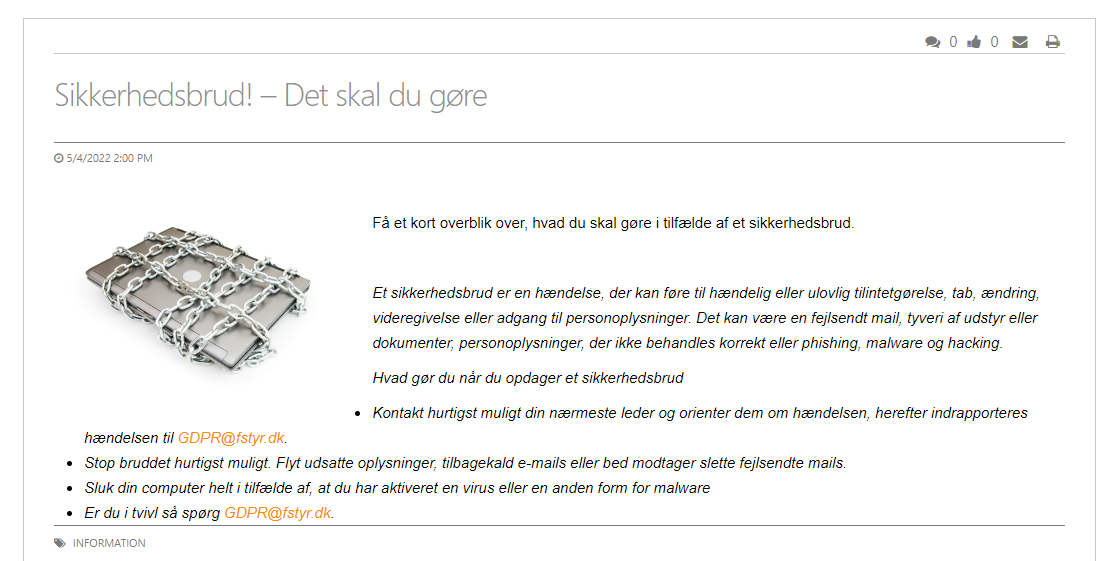 0 0
Sikkerhedsbrud! – Det skal du gøre
5/4/2022 2:00 PM
Få et kort overblik over, hvad du skal gøre i tilfælde af et sikkerhedsbrud.
Et sikkerhedsbrud er en hændelse, der kan føre til hændelig eller ulovlig tilintetgørelse, tab, ændring,
videregivelse eller adgang til personoplysninger. Det kan være en fejlsendt mail, tyveri af udstyr eller
dokumenter, personoplysninger, der ikke behandles korrekt eller phishing, malware og hacking.
Hvad gør du når du opdager et sikkerhedsbrud
• Kontakt hurtigst muligt din nærmeste leder og orienter dem om hændelsen, herefter indrapporteres
hændelsen til GDPR@fstyr.dk.
• Stop bruddet hurtigst muligt. Flyt udsatte oplysninger, tilbagekald e-mails eller bed modtager slette fejlsendte mails.
• Sluk din computer helt i tilfælde af, at du har aktiveret en virus eller en anden form for malware
• Er du i tvivl så spørg GDPR@fstyr.dk.
INFORMATION